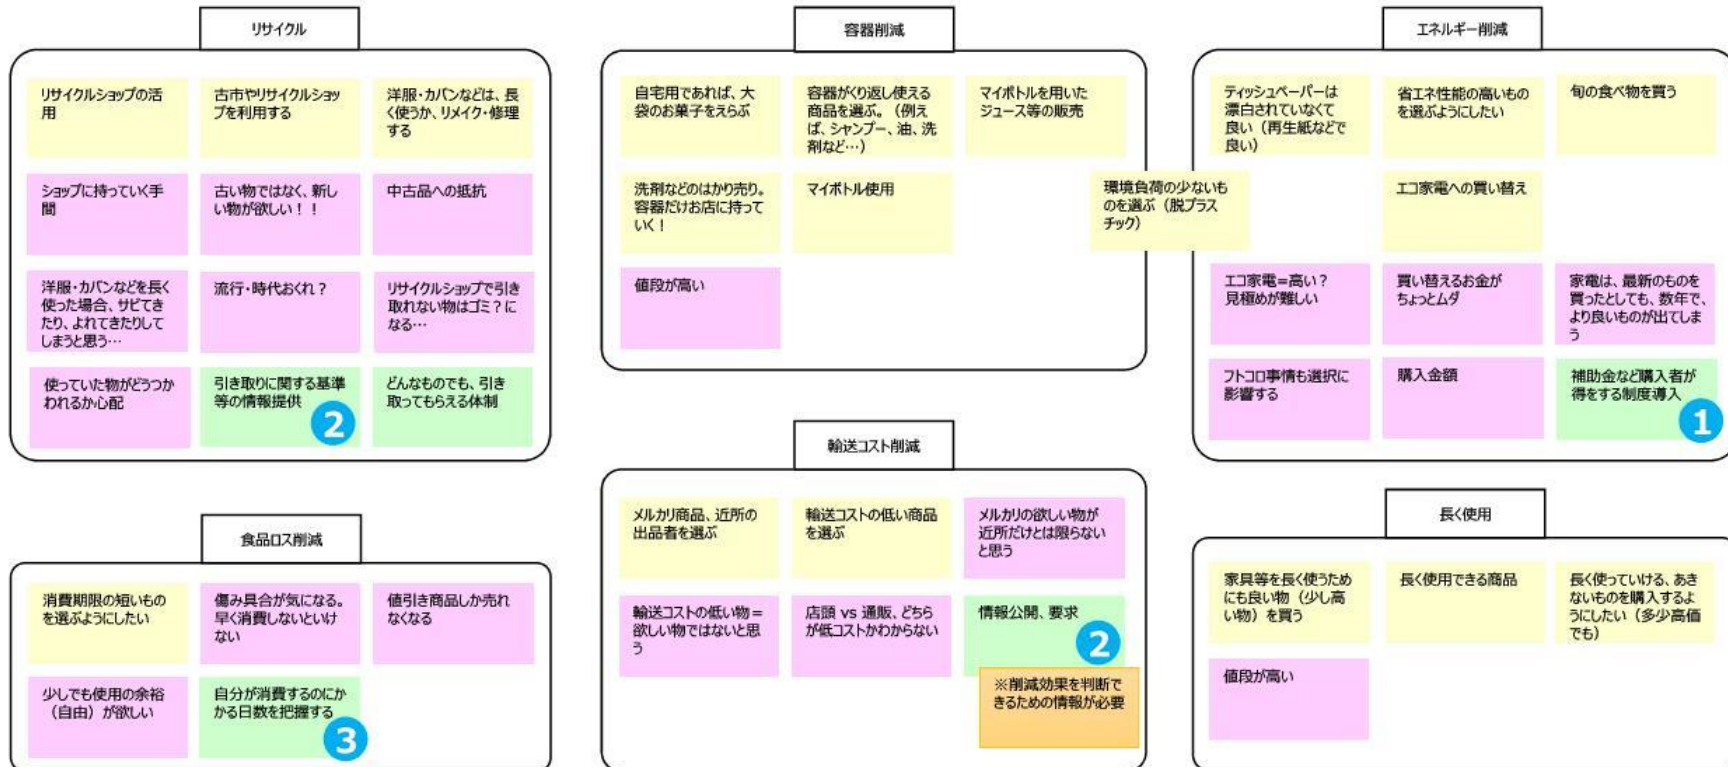 リサイクル
リサイクルショップの活
用
古市やリサイクルショッ
プを利用する
洋服・カバンなどは、長
く使うか、リメイク・修理
する
ショップに持っていく手
間
古い物ではなく、新し
い物が欲しい！！
中古品への抵抗
洋服・カバンなどを長く
使った場合、サビてき
たり、よれてきたりして
しまうと思う…
流行・時代おくれ？
リサイクルショップで引き
取れない物はゴミ？に
なる…
使っていた物がどうつか
われるか心配
引き取りに関する基準
等の情報提供
2
どんなものでも、引き
取ってもらえる体制
容器削減
自宅用であれば、大
袋のお菓子をえらぶ
容器がくり返し使える
商品を選ぶ。（例え
ば、シャンプー、油、洗
剤など…）
マイボトルを用いた
ジュース等の販売
洗剤などのはかり売り。
容器だけお店に持って
いく！
マイボトル使用
環境負荷の少ないも
のを選ぶ（脱プラス
チック）
値段が高い
エネルギー削減
ティッシュペーパーは
漂白されていなくて
良い（再生紙などで
良い）
省エネ性能の高いもの
を選ぶようにしたい
旬の食べ物を買う
エコ家電への買い替え
エコ家電＝高い？
見極めが難しい
買い替えるお金が
ちょっとムダ
家電は、最新のものを
買ったとしても、数年で、
より良いものが出てしま
う
フトコロ事情も選択に
影響する
購入金額
補助金など購入者が
得をする制度導入
1
食品ロス削減
消費期限の短いもの
を選ぶようにしたい
傷み具合が気になる。
早く消費しないといけ
ない
値引き商品しか売れ
なくなる
少しでも使用の余裕
（自由）が欲しい
自分が消費するのにか
かる日数を把握する
3
輸送コスト削減
メルカリ商品、近所の
出品者を選ぶ
輸送コストの低い商品
を選ぶ
メルカリの欲しい物が
近所だけとは限らない
と思う
輸送コストの低い物＝
欲しい物ではないと思
う
店頭 vs 通販、どちら
が低コストかわからない
情報公開、要求
2
※削減効果を判断で
きるための情報が必要
長く使用
家具等を長く使うため
にも良い物（少し高
い物）を買う
長く使用できる商品
長く使っていける、あき
ないものを購入するよ
うにしたい（多少高価
でも）
値段が高い